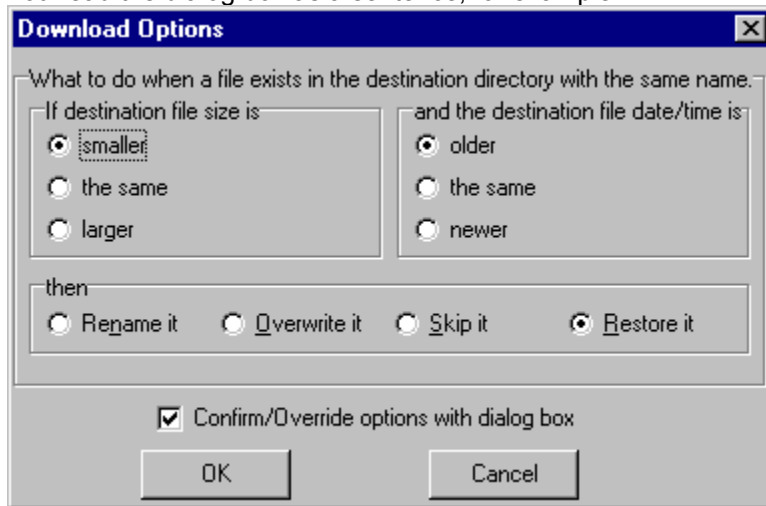 Download Options
What to do when a file exists in the destination directory with the same name.
If destination file size is
smaller
the same
larger
and the destination file date/time is
older
the same
newer
then
Rename it Overwrite it Skip it Restore it
Confirm/Override options with dialog box
OK Cancel